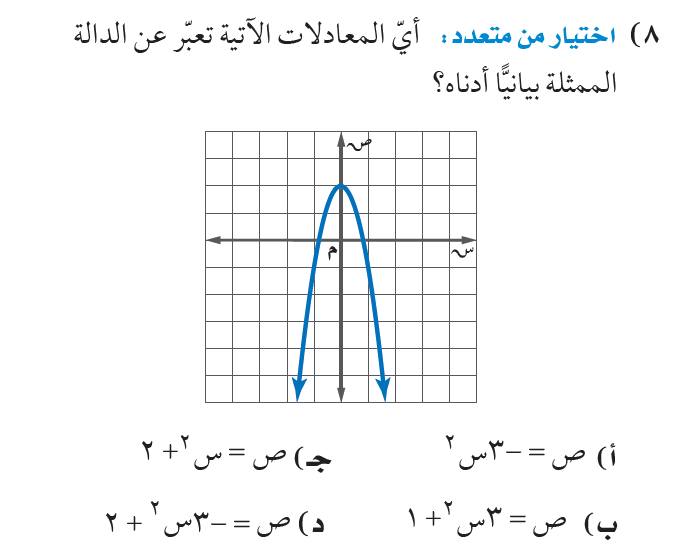 ٨) اختيار من متعدد: أيّ المعادلات الآتية تعبّر عن الدالة
الممثلة بيانيًّا أدناه؟
ص
س
م
أ) ص = –٣س٢ جـ) ص = س٢ + ٢
ب) ص = ٣س٢ + ١ د) ص = –٣س٢ + ٢